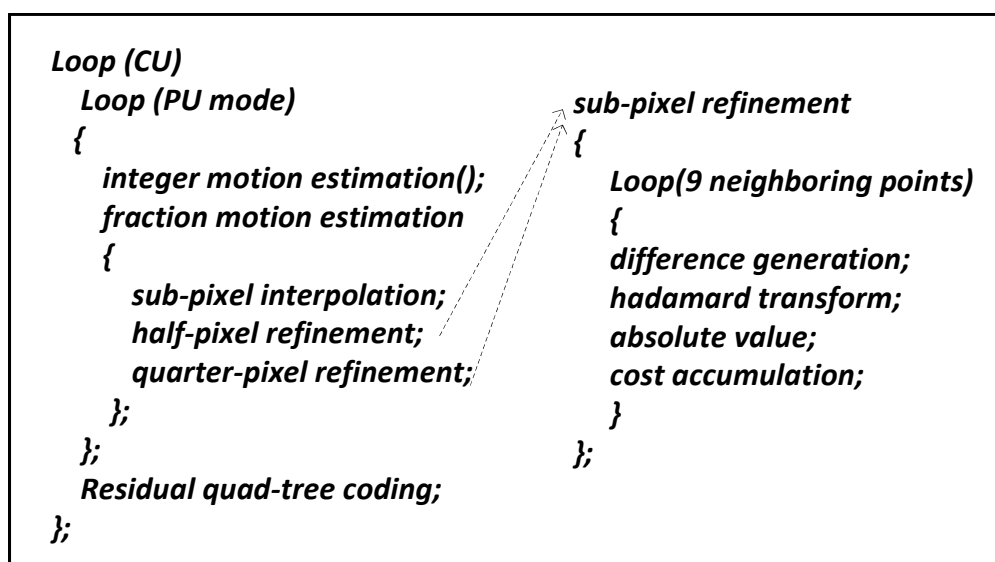 Loop (CU)
Loop (PU mode)
{
integer motion estimation();
fraction motion estimation
{
sub-pixel interpolation;
half-pixel refinement;
quarter-pixel refinement;
};
};
Residual quad-tree coding;
};
sub-pixel refinement
{
Loop(9 neighboring points)
{
difference generation;
hadamard transform;
absolute value;
cost accumulation;
}
};